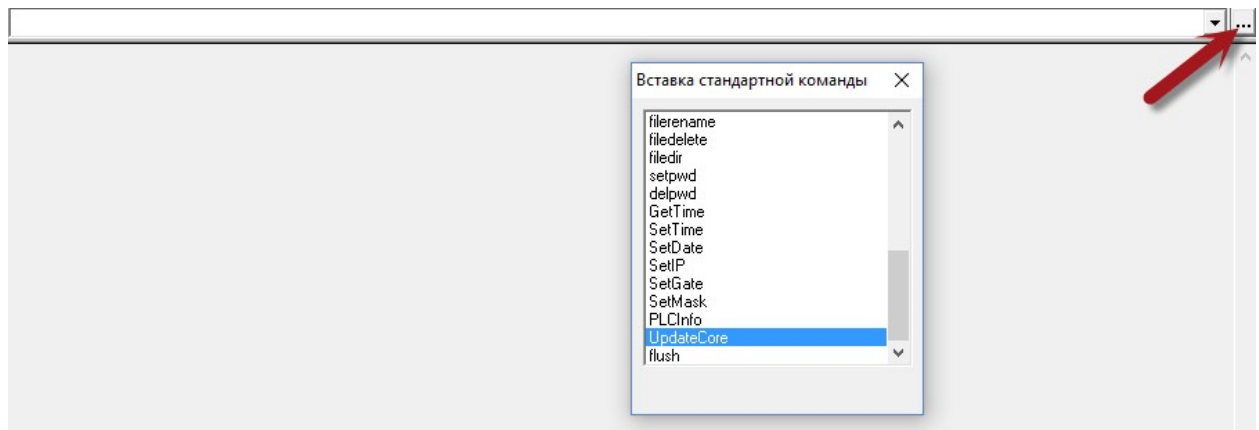 ...
Вставка стандартной команды
filerename
filedelete
filedir
setpwd
delpwd
GetTime
SetTime
SetDate
SetIP
SetGate
SetMask
PLCInfo
UpdateCore
flush